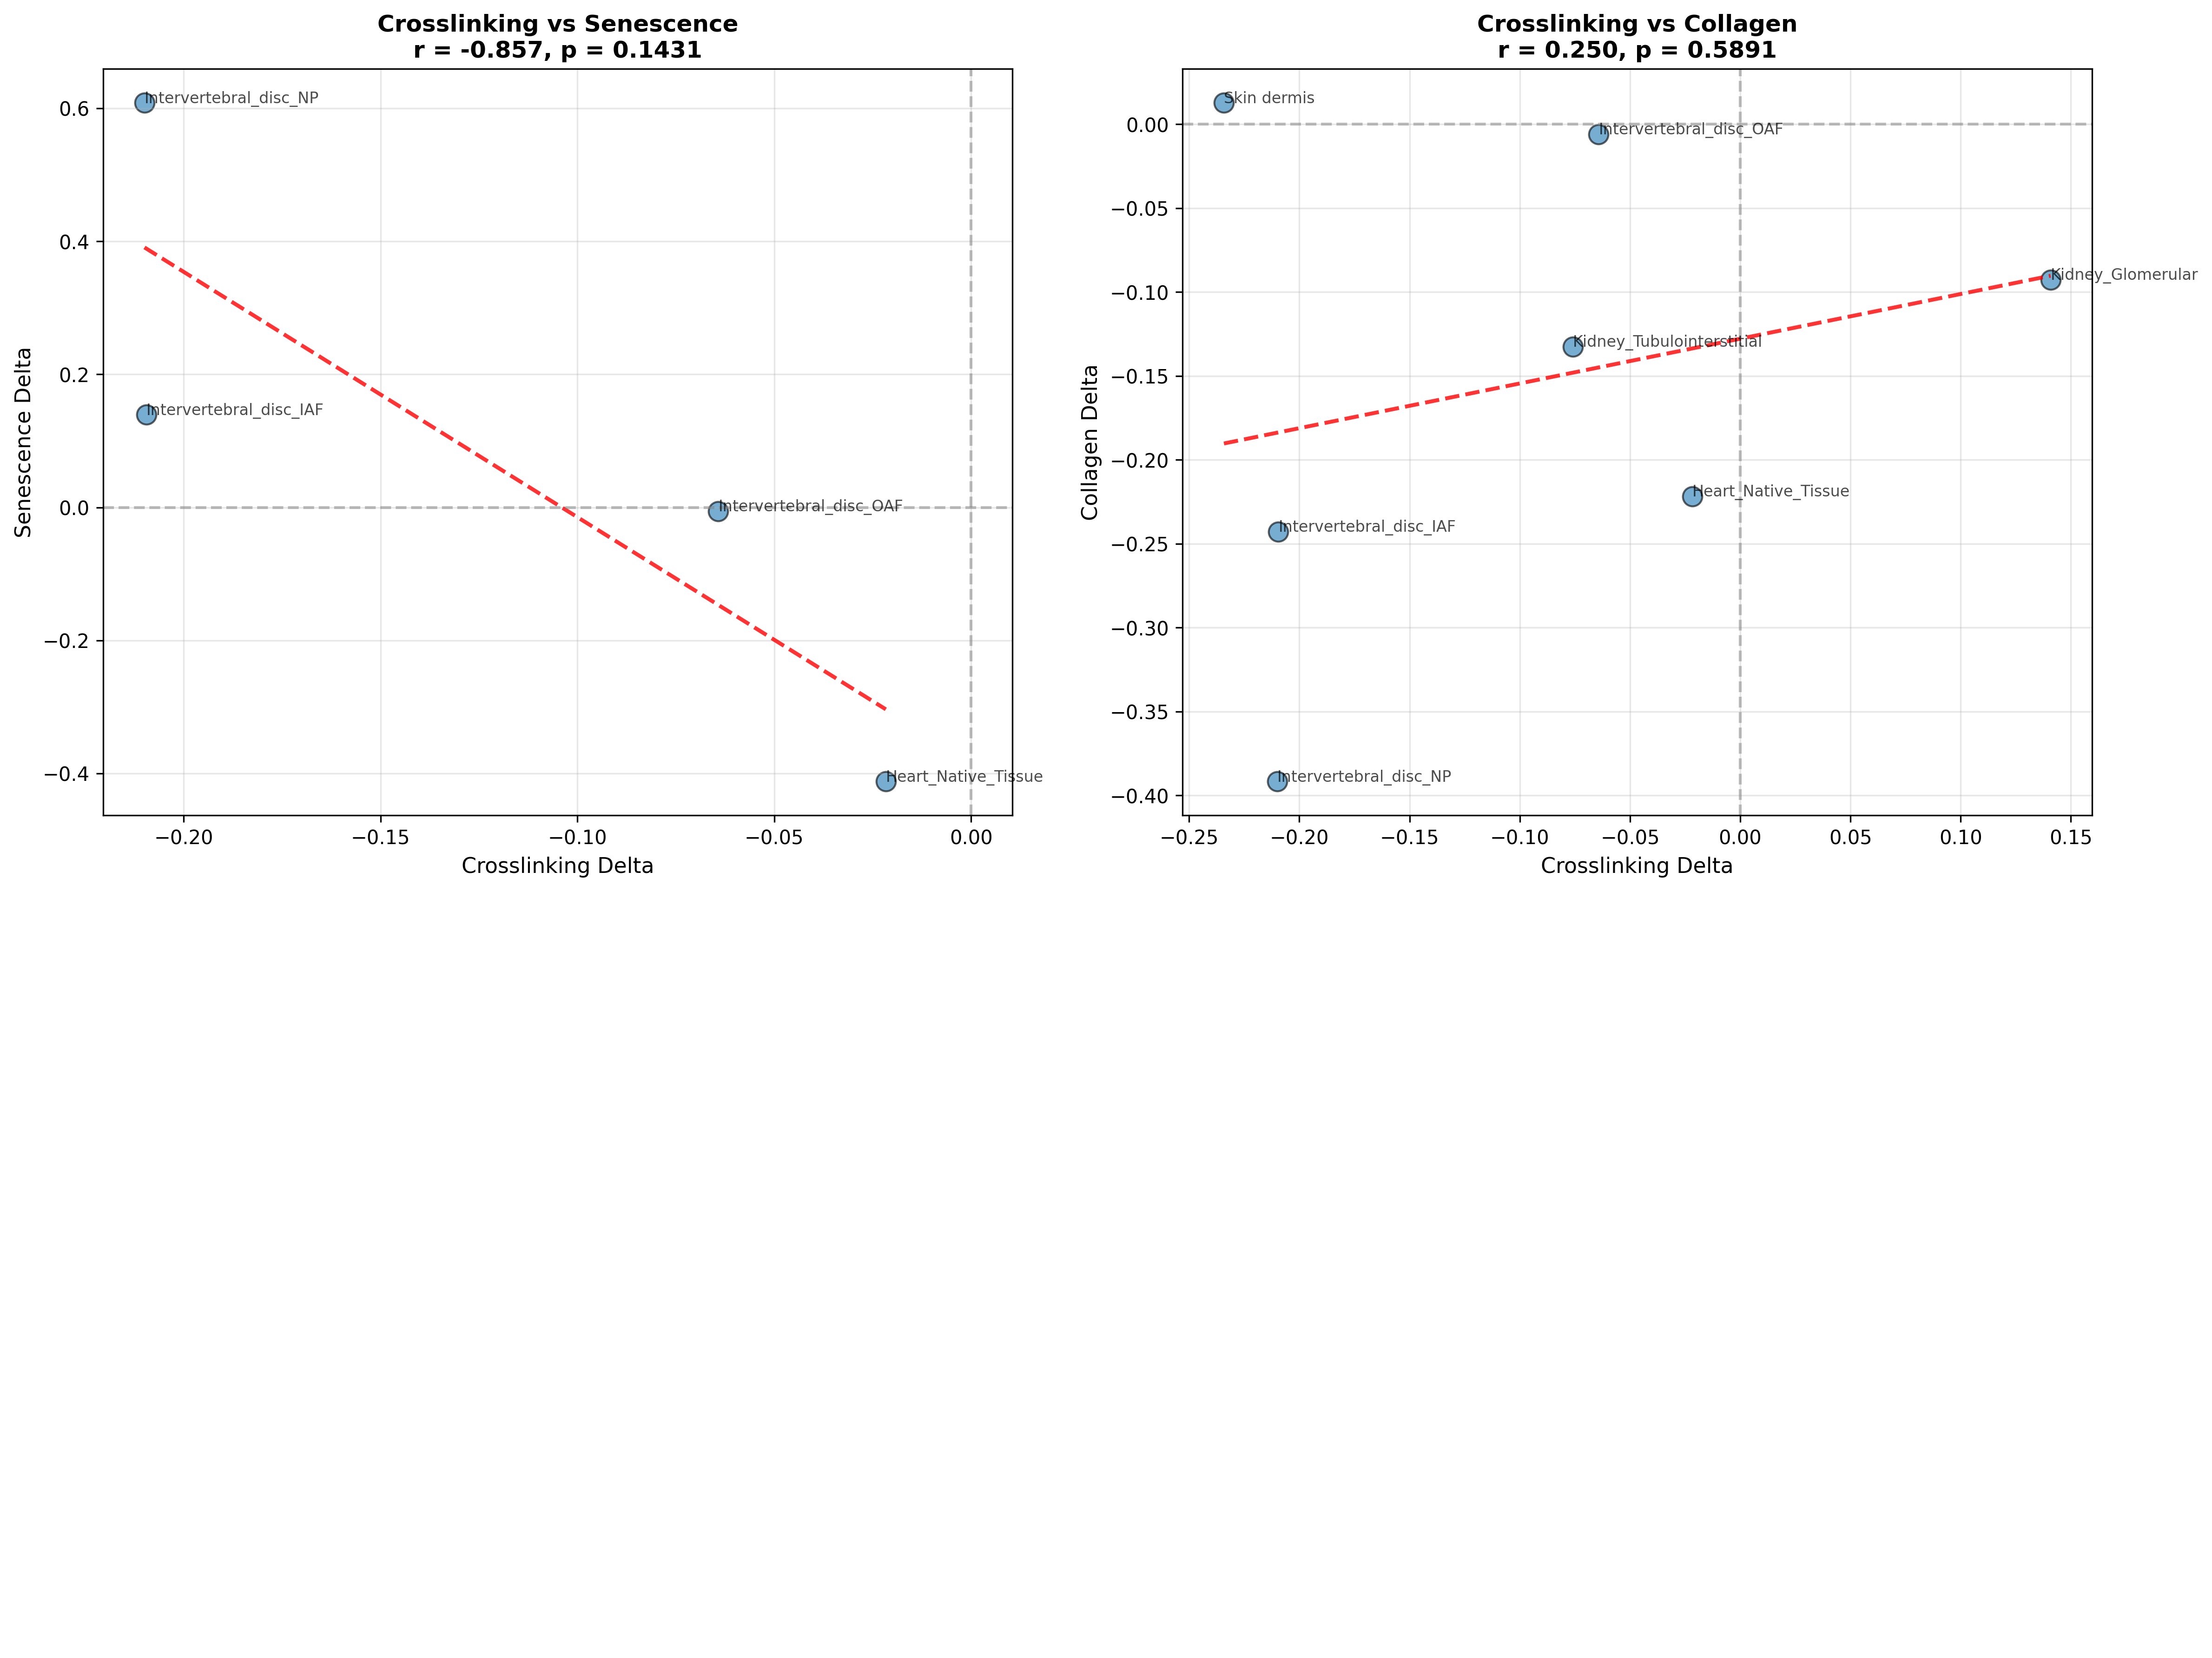 Crosslinking vs Senescence
r = -0.857, p = 0.1431
Senescence Delta
0.6
0.4
0.2
0.0
−0.2
−0.4
Intervertebral_disc_NP
Intervertebral_disc_IAF
Intervertebral_disc_OAF
Heart_Native_Tissue
−0.20
−0.15
−0.10
−0.05
0.00
Crosslinking Delta
Crosslinking vs Collagen
r = 0.250, p = 0.5891
Collagen Delta
0.00
−0.05
−0.10
−0.15
−0.20
−0.25
−0.30
−0.35
−0.40
Skin dermis
Intervertebral_disc_OAF
Kidney_Glomerular
Kidney_Tubulointerstitial
Heart_Native_Tissue
Intervertebral_disc_IAF
Intervertebral_disc_NP
−0.25
−0.20
−0.15
−0.10
−0.05
0.00
0.05
0.10
0.15
Crosslinking Delta